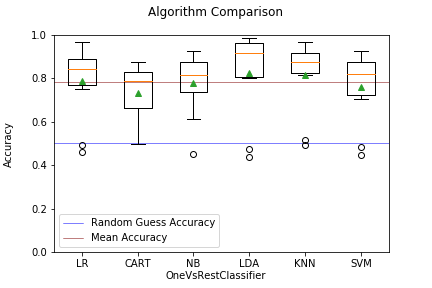 Algorithm Comparison
1.0
0.8
0.6
0.4
0.2
0.0
Accuracy
Random Guess Accuracy
Mean Accuracy
LR CART NB LDA KNN SVM
OneVsRestClassifier